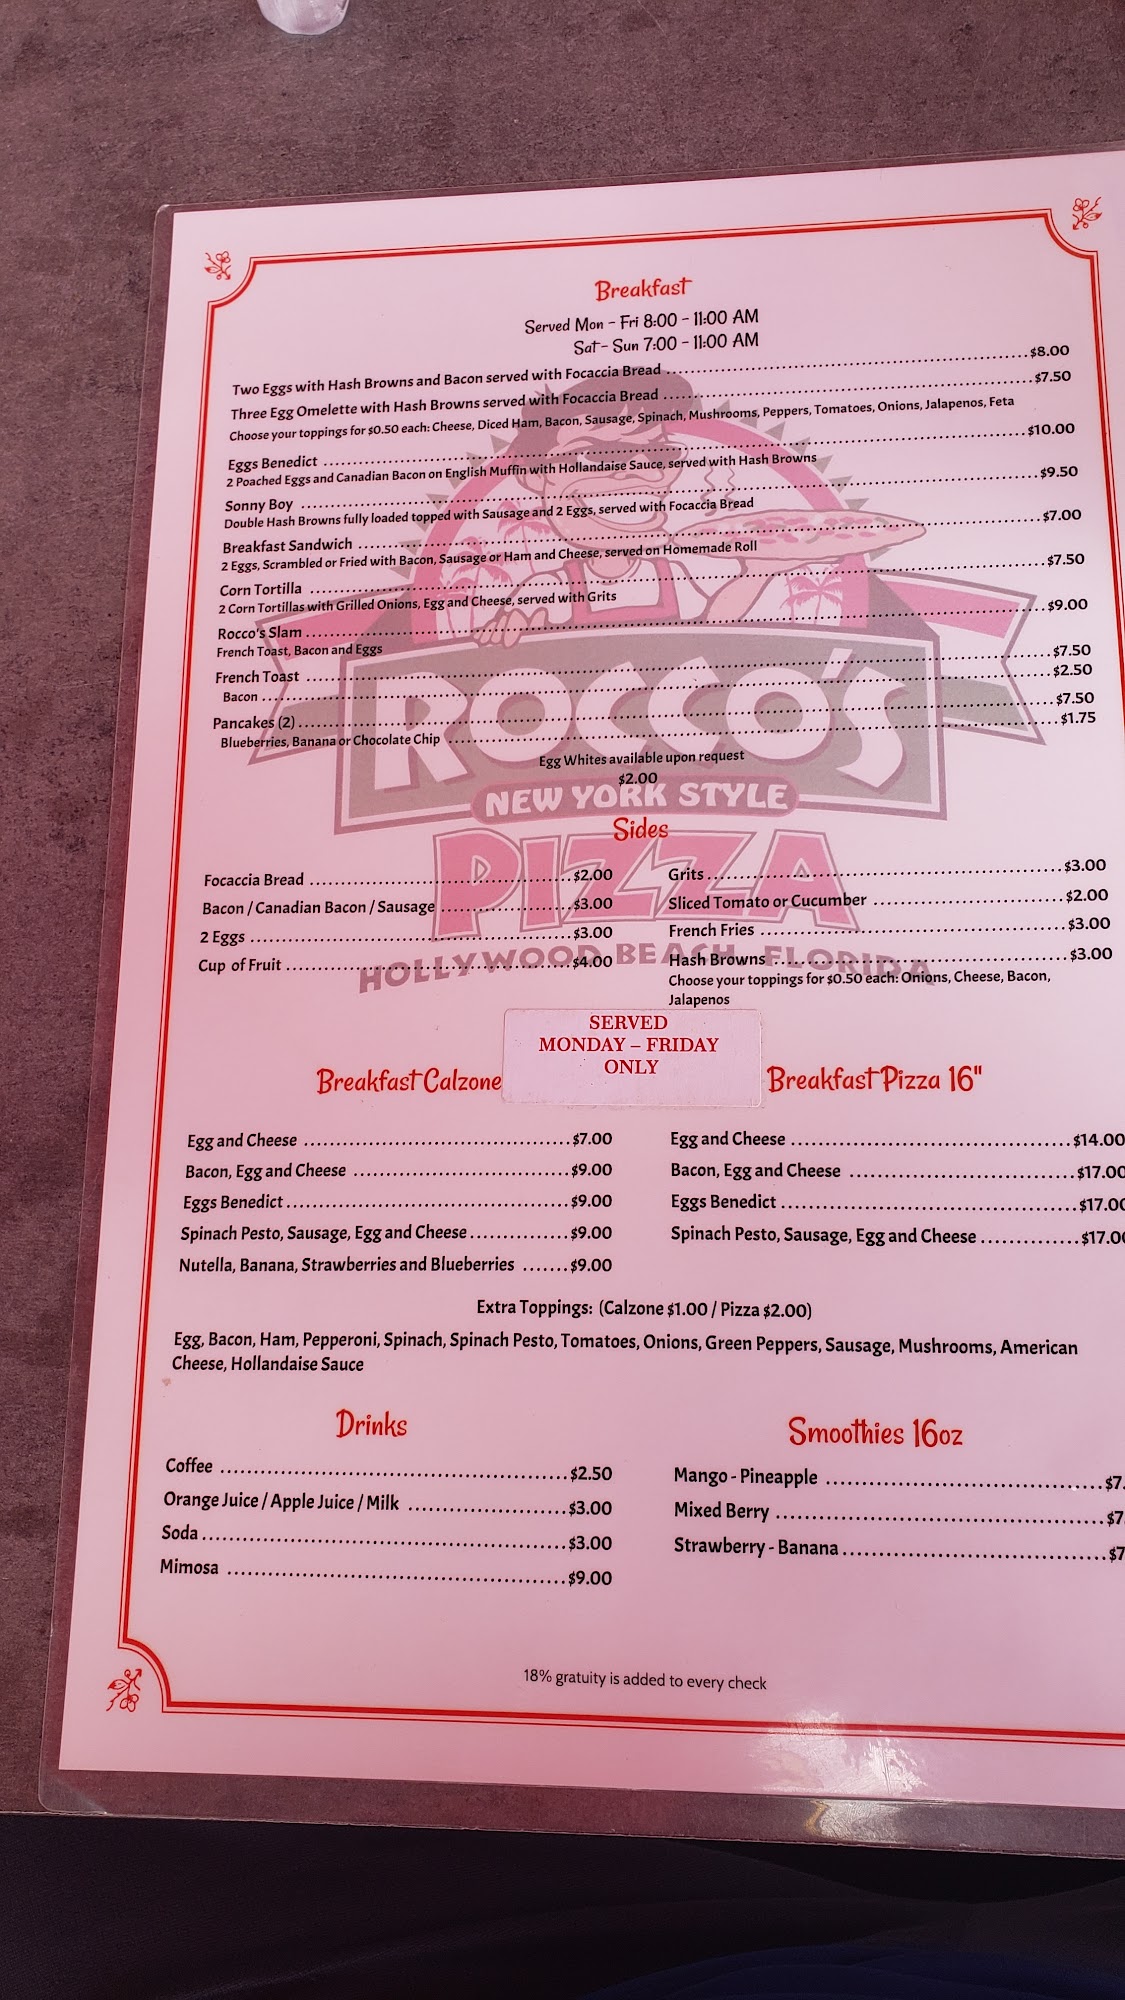 Breakfast
Served Mon - Fri 8:00 - 11:00 AM
Sat - Sun 7:00 - 11:00 AM
Two Eggs with Hash Browns and Bacon served with Focaccia Bread $8.00
Three Egg Omelette with Hash Browns served with Focaccia Bread $7.50
Choose your toppings for $0.50 each: Cheese, Diced Ham, Bacon, Sausage, Spinach, Mushrooms, Peppers, Tomatoes, Onions, Jalapenos, Feta
Eggs Benedict $10.00
2 Poached Eggs and Canadian Bacon on English Muffin with Hollandaise Sauce, served with Hash Browns
Sonny Boy $9.50
Double Hash Browns fully loaded topped with Sausage and 2 Eggs, served with Focaccia Bread
Breakfast Sandwich $7.00
2 Eggs, Scrambled or Fried with Bacon, Sausage or Ham and Cheese, served on Homemade Roll
Corn Tortilla $7.50
2 Corn Tortillas with Grilled Onions, Egg and Cheese, served with Grits
Rocco's Slam $9.00
French Toast, Bacon and Eggs
French Toast $7.50
Bacon $2.50
Pancakes (2) $7.50
Blueberries, Banana or Chocolate Chip $1.75
Egg Whites available upon request
$2.00
ROCCO'S
NEW YORK STYLE
PIZZA
HOLLYWOOD BEACH, FLORIDA
Sides
Focaccia Bread $2.00
Bacon / Canadian Bacon / Sausage $3.00
2 Eggs $3.00
Cup of Fruit $4.00
Grits $3.00
Sliced Tomato or Cucumber $2.00
French Fries $3.00
Hash Browns $3.00
Choose your toppings for $0.50 each: Onions, Cheese, Bacon,
Jalapenos
SERVED
MONDAY – FRIDAY
ONLY
Breakfast Calzone
Egg and Cheese $7.00
Bacon, Egg and Cheese $9.00
Eggs Benedict $9.00
Spinach Pesto, Sausage, Egg and Cheese $9.00
Nutella, Banana, Strawberries and Blueberries $9.00
Breakfast Pizza 16"
Egg and Cheese $14.00
Bacon, Egg and Cheese $17.00
Eggs Benedict $17.00
Spinach Pesto, Sausage, Egg and Cheese $17.00
Extra Toppings: (Calzone $1.00 / Pizza $2.00)
Egg, Bacon, Ham, Pepperoni, Spinach, Spinach Pesto, Tomatoes, Onions, Green Peppers, Sausage, Mushrooms, American
Cheese, Hollandaise Sauce
Drinks
Coffee $2.50
Orange Juice / Apple Juice / Milk $3.00
Soda $3.00
Mimosa $9.00
Smoothies 16oz
Mango - Pineapple $7.
Mixed Berry $7
Strawberry - Banana $7
18% gratuity is added to every check